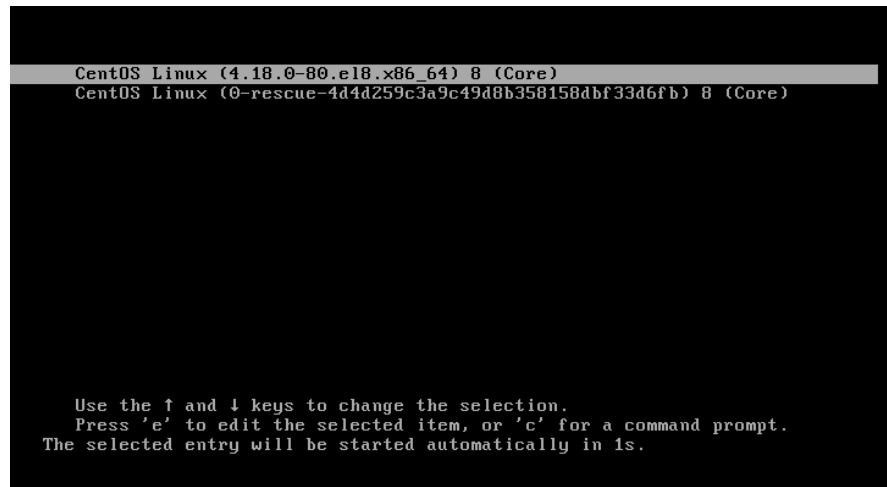 CentOS Linux (4.18.0-80.el8.x86_64) 8 (Core)
CentOS Linux (0-rescue-4d4d259c3a9c49d8b358158dbf33d6fb) 8 (Core)
Use the ↑ and ↓ keys to change the selection.
Press 'e' to edit the selected item, or 'c' for a command prompt.
The selected entry will be started automatically in 1s.